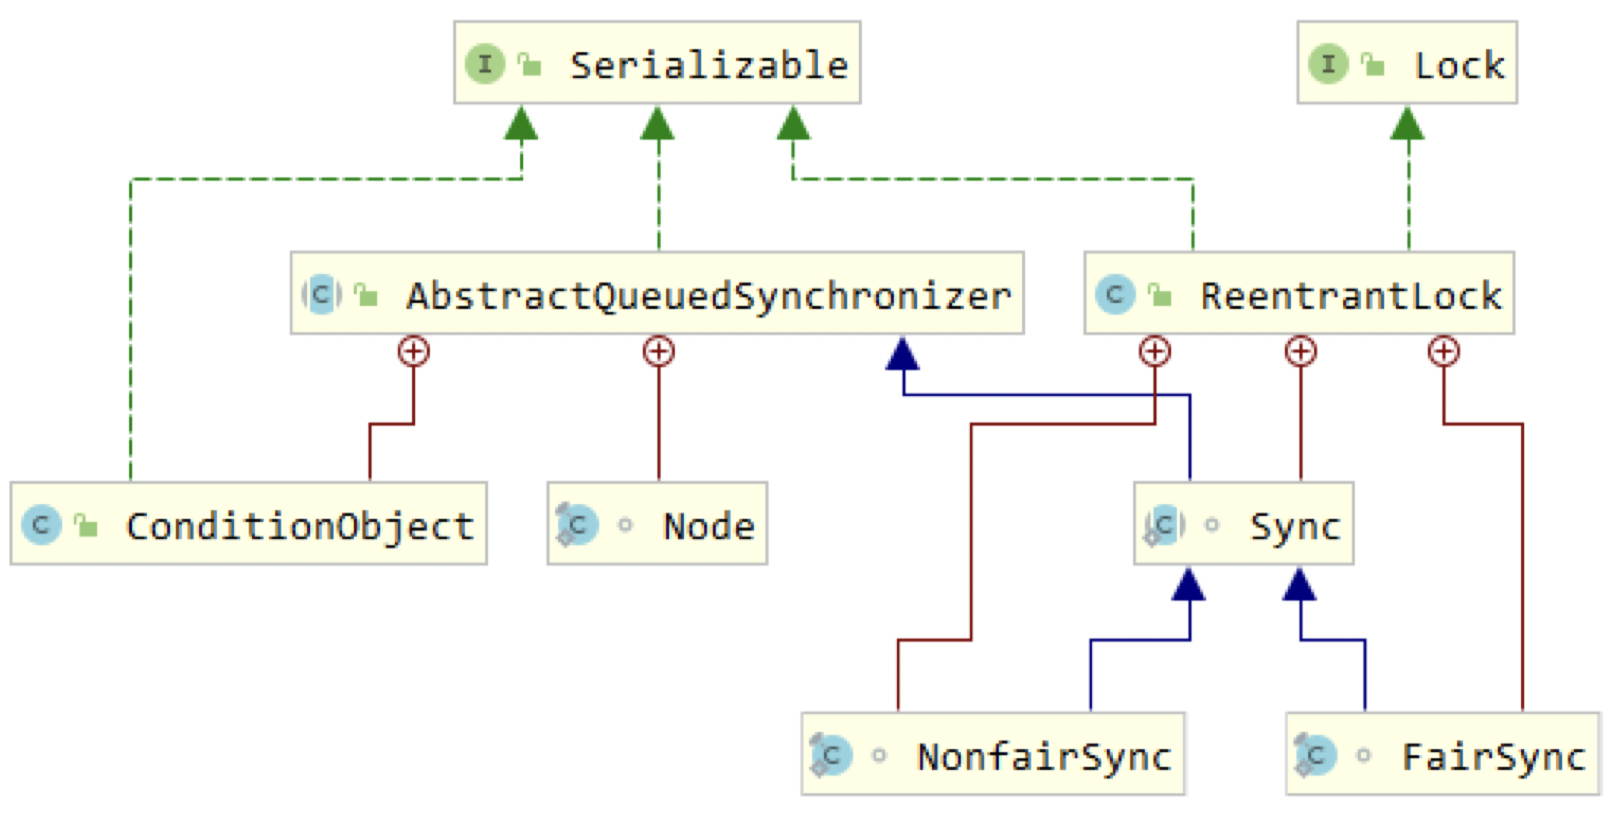 I Serializable
I Lock
C AbstractQueuedSynchronizer
C ReentrantLock
C ConditionObject
C Node
C Sync
C NonfairSync
C FairSync